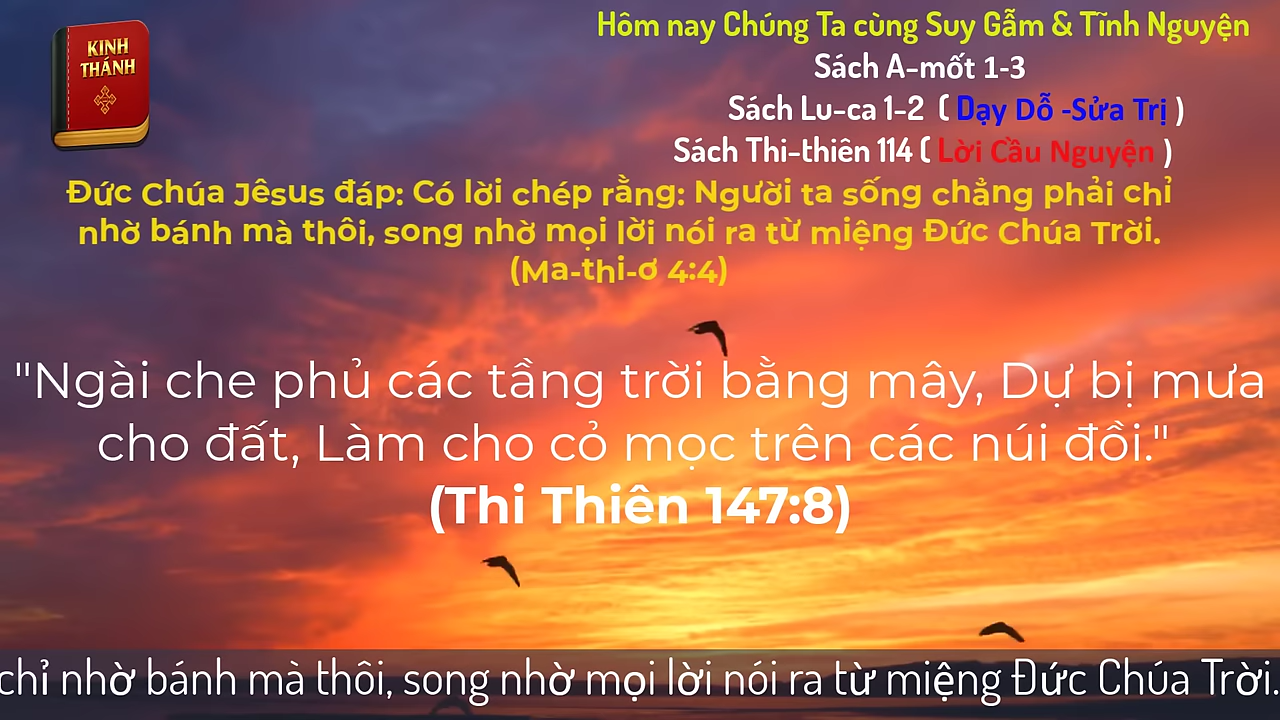 KINH
THÁNH
Hôm nay Chúng Ta cùng Suy Gẫm & Tĩnh Nguyện
Sách A-mốt 1-3
Sách Lu-ca 1-2 ( Dạy Dỗ -Sửa Trị )
Sách Thi-thiên 114 ( Lời Cầu Nguyện )
Đức Chúa Jêsus đáp: Có lời chép rằng: Người ta sống chẳng phải chỉ
nhờ bánh mà thôi, song nhờ mọi lời nói ra từ miệng Đức Chúa Trời.
(Ma-thi-ơ 4:4)
"Ngài che phủ các tầng trời bằng mây, Dự bị mưa
cho đất, Làm cho cỏ mọc trên các núi đồi."
(Thi Thiên 147:8)
chỉ nhờ bánh mà thôi, song nhờ mọi lời nói ra từ miệng Đức Chúa Trời.